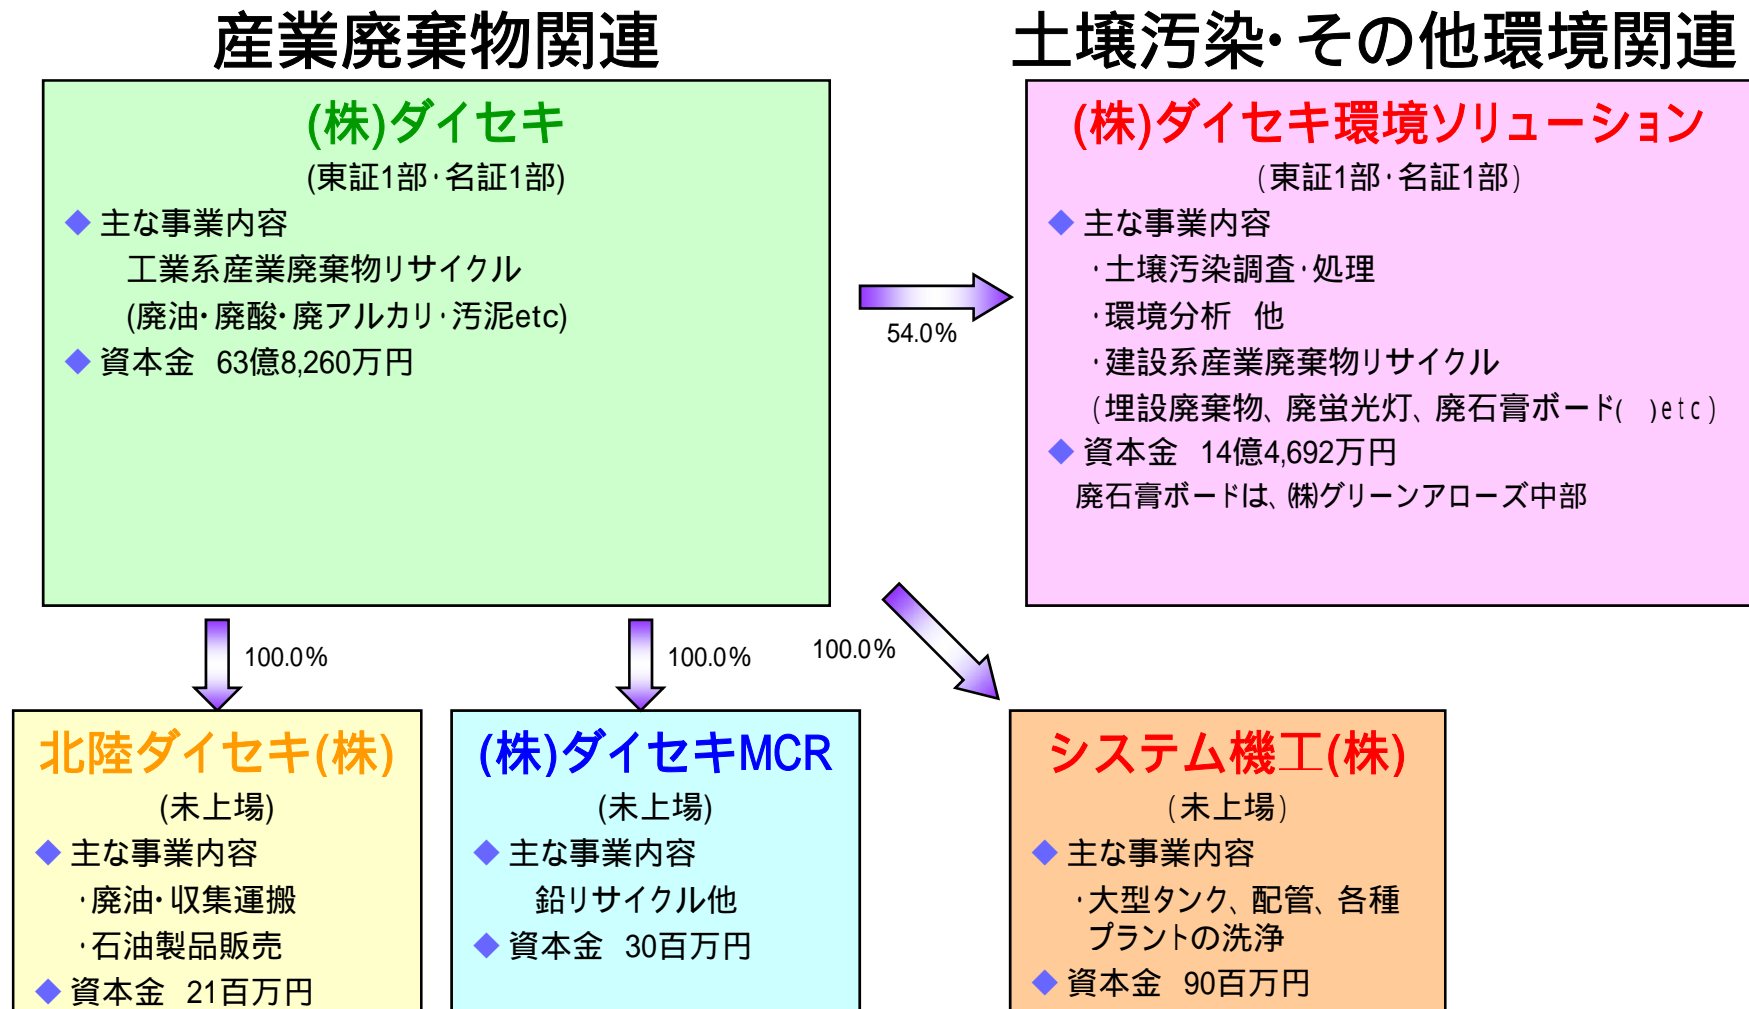 産業廃棄物関連
土壌汚染・その他環境関連
(株)ダイセキ
(東証1部・名証1部)
◆ 主な事業内容
工業系産業廃棄物リサイクル
(廃油・廃酸・廃アルカリ・汚泥etc)
◆ 資本金 63億8,260万円
54.0%
(株)ダイセキ環境ソリューション
(東証1部・名証1部)
◆ 主な事業内容
・土壌汚染調査・処理
・環境分析 他
・建設系産業廃棄物リサイクル
(埋設廃棄物、廃蛍光灯、廃石膏ボード( )etc)
◆ 資本金 14億4,692万円
廃石膏ボードは、㈱グリーンアローズ中部
100.0%
100.0%
100.0%
北陸ダイセキ(株)
(未上場)
◆ 主な事業内容
・廃油・収集運搬
・石油製品販売
◆ 資本金 21百万円
(株)ダイセキMCR
(未上場)
◆ 主な事業内容
鉛リサイクル他
◆ 資本金 30百万円
システム機工(株)
(未上場)
◆ 主な事業内容
・大型タンク、配管、各種
プラントの洗浄
◆ 資本金 90百万円